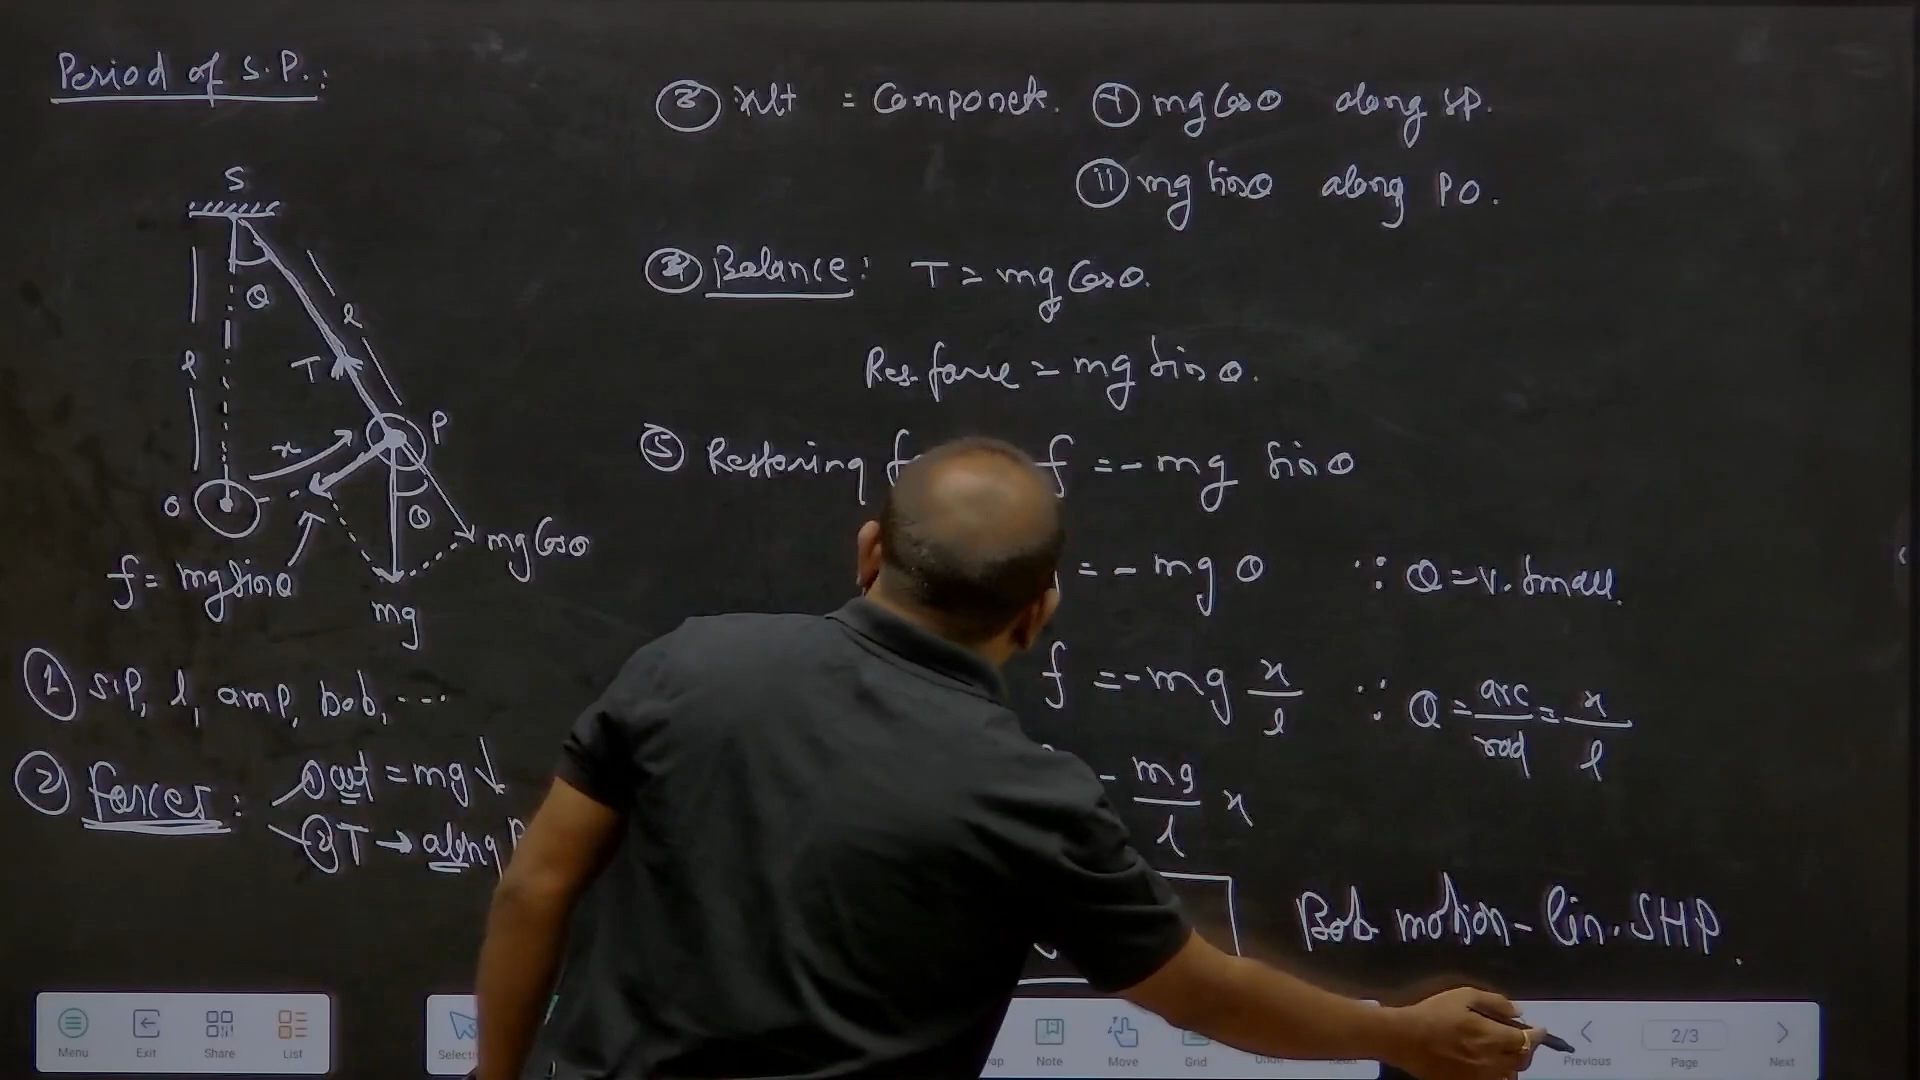 Period of S.P.:
S
θ
l
l
T
P
x
O
θ
mg Cosθ
f = mg sinθ
mg
① S.P, l, amp, bob, ...
② Forces: ① wt = mg ↓
② T → along
③ wt = Components. ① mg Cosθ along SP.
ⅱ mg sinθ along PO.
④ Balance: T = mg Cosθ.
Res. force = mg sinθ.
⑤ Restoring f = - mg sinθ
= - mg θ ∵ θ = v. small.
f = - mg x/l ∵ θ = arc/rad = x/l
- mg/l x
Bob motion - lin. SHM.
Menu
Exit
Share
List
Note
Move
Grid
Previous
2/3
Page
Next